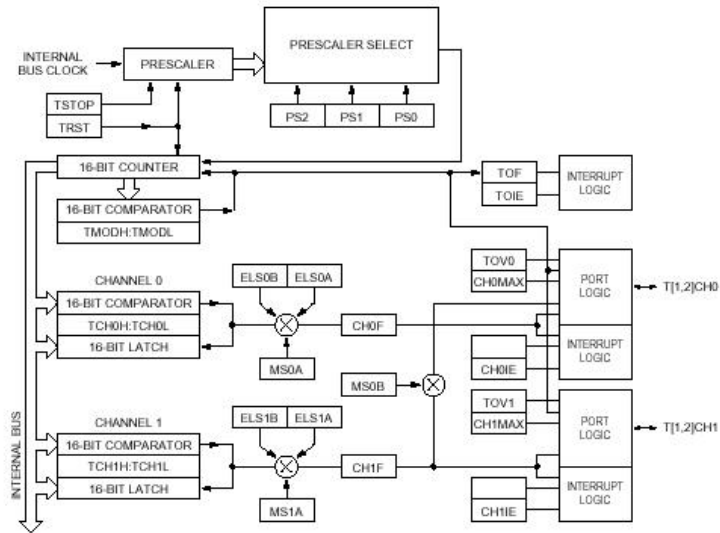 INTERNAL
BUS CLOCK
PRESCALER
PRESCALER SELECT
TSTOP
TRST
PS2 PS1 PS0
16-BIT COUNTER
16-BIT COMPARATOR
TMODH:TMODL
TOF
TOIE
INTERRUPT
LOGIC
CHANNEL 0
16-BIT COMPARATOR
TCH0H:TCH0L
16-BIT LATCH
ELS0B ELS0A
MS0A
CH0F
TOV0
CH0MAX
PORT
LOGIC
T[1,2]CH0
CH0IE
INTERRUPT
LOGIC
MS0B
CHANNEL 1
16-BIT COMPARATOR
TCH1H:TCH1L
16-BIT LATCH
ELS1B ELS1A
MS1A
CH1F
TOV1
CH1MAX
PORT
LOGIC
T[1,2]CH1
CH1IE
INTERRUPT
LOGIC
INTERNAL BUS